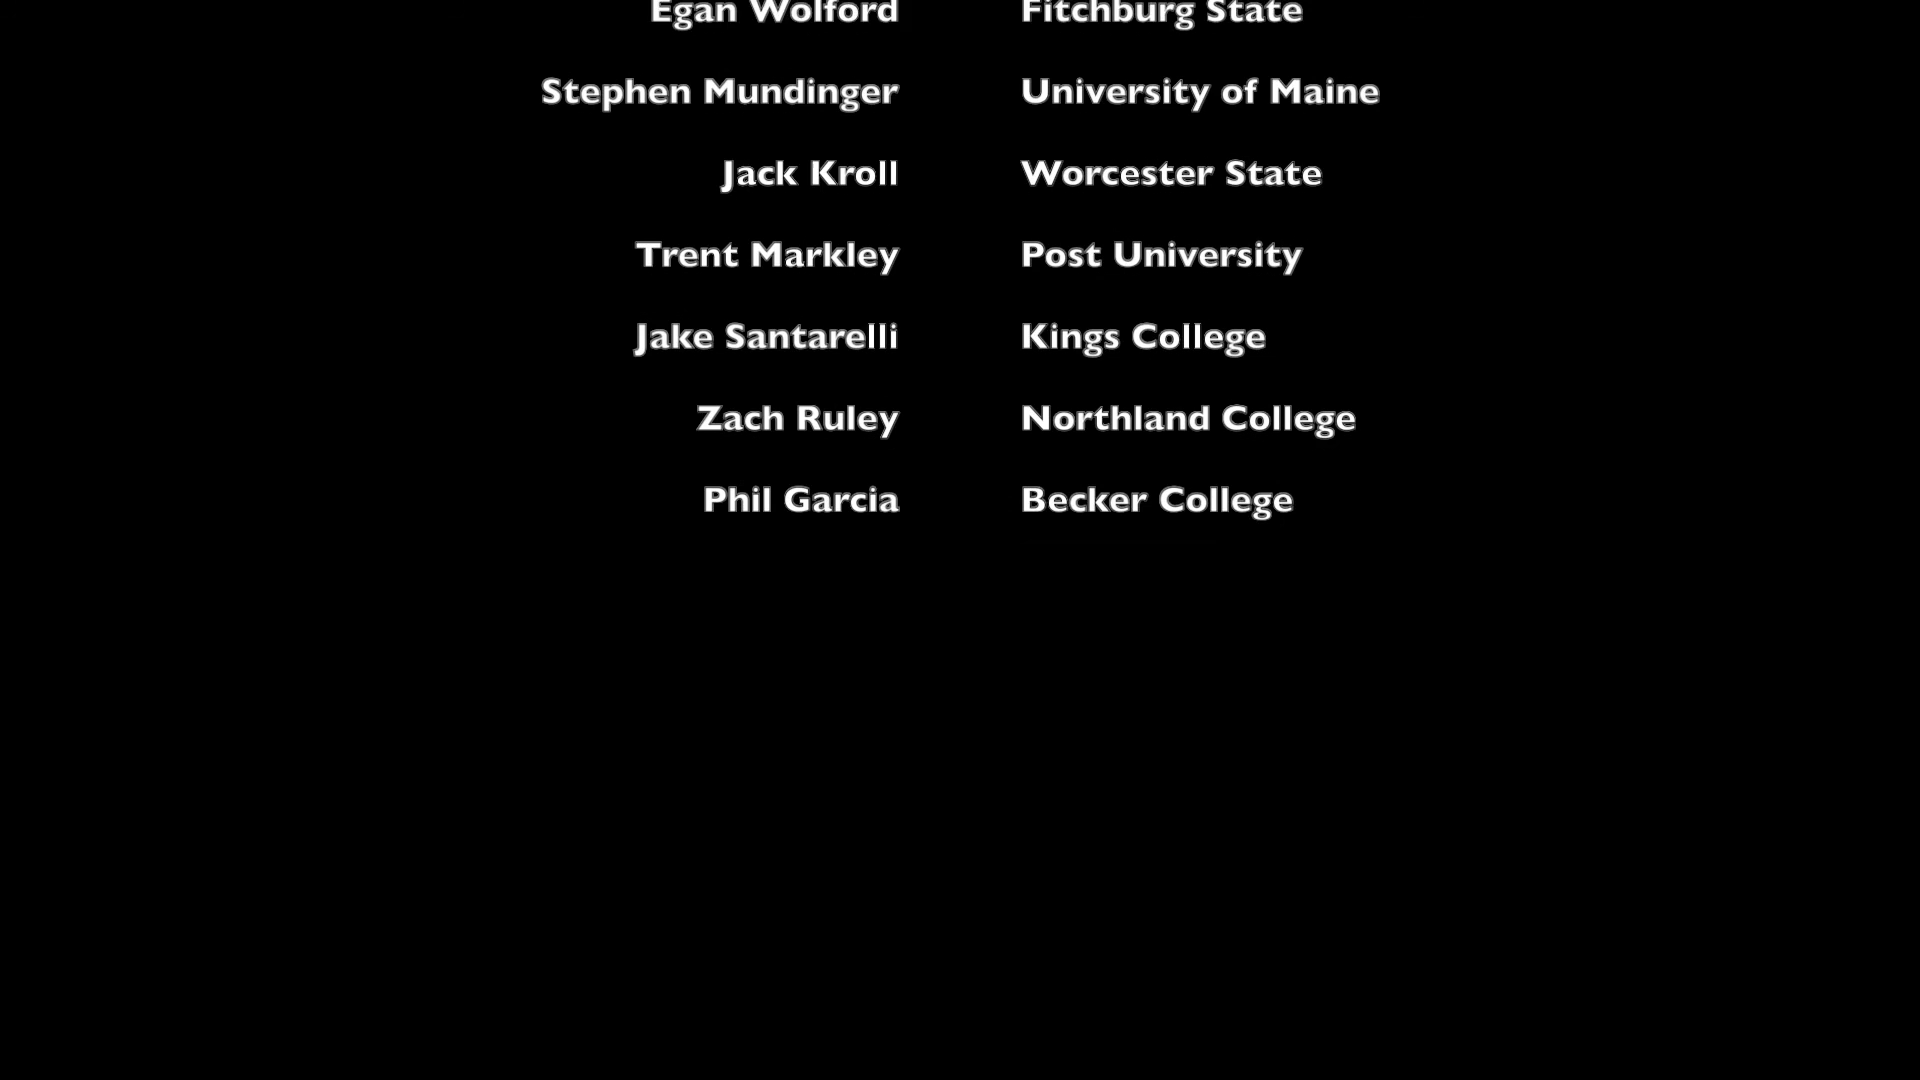 Egan Wolford Fitchburg State
Stephen Mundinger University of Maine
Jack Kroll Worcester State
Trent Markley Post University
Jake Santarelli Kings College
Zach Ruley Northland College
Phil Garcia Becker College